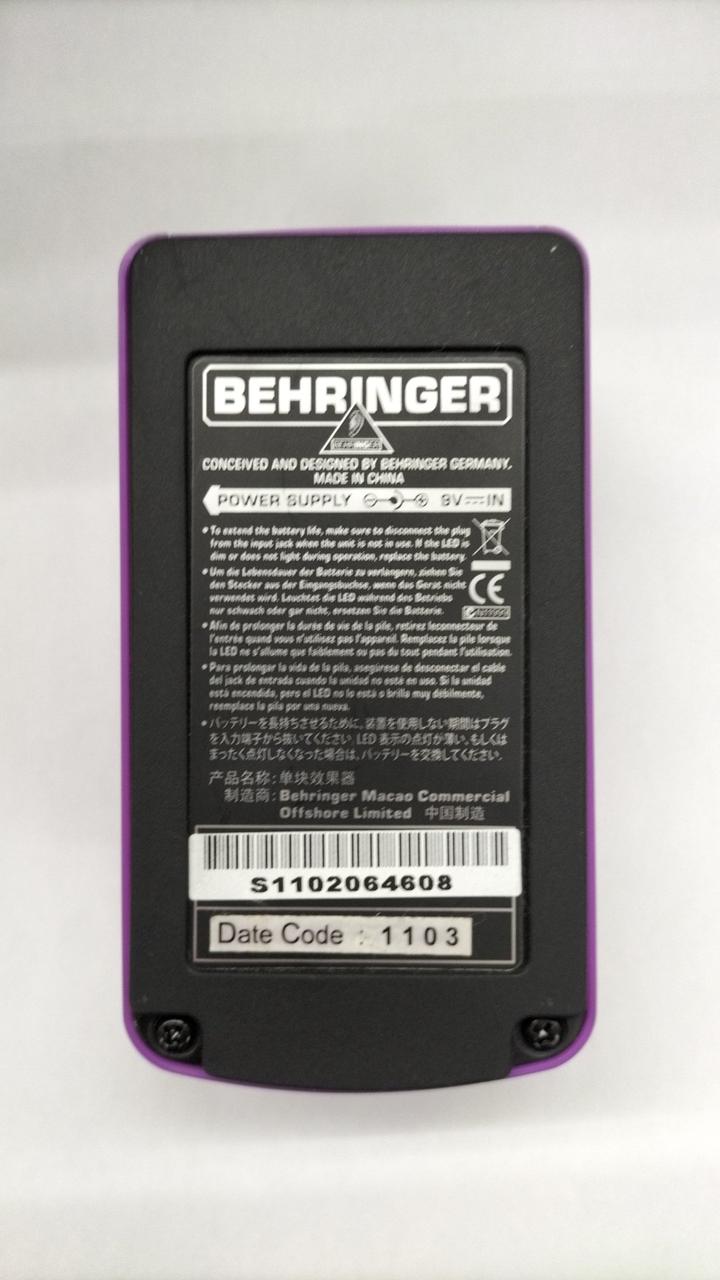 BEHRINGER
BEHRINGER
CONCEIVED AND DESIGNED BY BEHRINGER GERMANY.
MADE IN CHINA
POWER SUPPLY 9V IN
• To extend the battery life, make sure to disconnect the plug
from the input jack when the unit is not in use. If the LED is
dim or does not light during operation, replace the battery.
• Um die Lebensdauer der Batterie zu verlangern, ziehen Sie
den Stecker aus der Eingangsbuchse, wenn das Gerät nicht
verwendet wird. Leuchtet die LED während des Betriebs
nur schwach oder gar nicht, ersetzen Sie die Batterie.
CE
• Afin de prolonger la durée de vie de la pile, retirez leconnecteur de
l'entrée quand vous n'utilisez pas l'appareil. Remplacez la pile lorsque
la LED ne s'allume que faiblement ou pas du tout pendant l'utilisation.
• Para prolongar la vida de la pila, asegúrese de desconectar el cable
del jack de entrada cuando la unidad no esté en uso. Si la unidad
está encendida, pero el LED no lo está o brilla muy débilmente,
reemplace la pila por una nueva.
• バッテリーを長持ちさせるために、装置を使用しない期間はプラグ
を入力端子から抜いてください。LED 表示の点灯が薄い、もしくは
まったく点灯しなくなった場合は、バッテリーを交換してください。
产品名称: 单块效果器
制造商: Behringer Macao Commercial
Offshore Limited 中国制造
S1102064608
Date Code : 1103